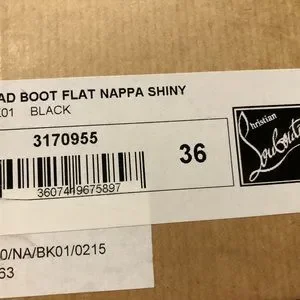 AD BOOT FLAT NAPPA SHINY
01 BLACK
3170955
36
3607419675897
Christian
Louboutin
0/NA/BK01/0215
63